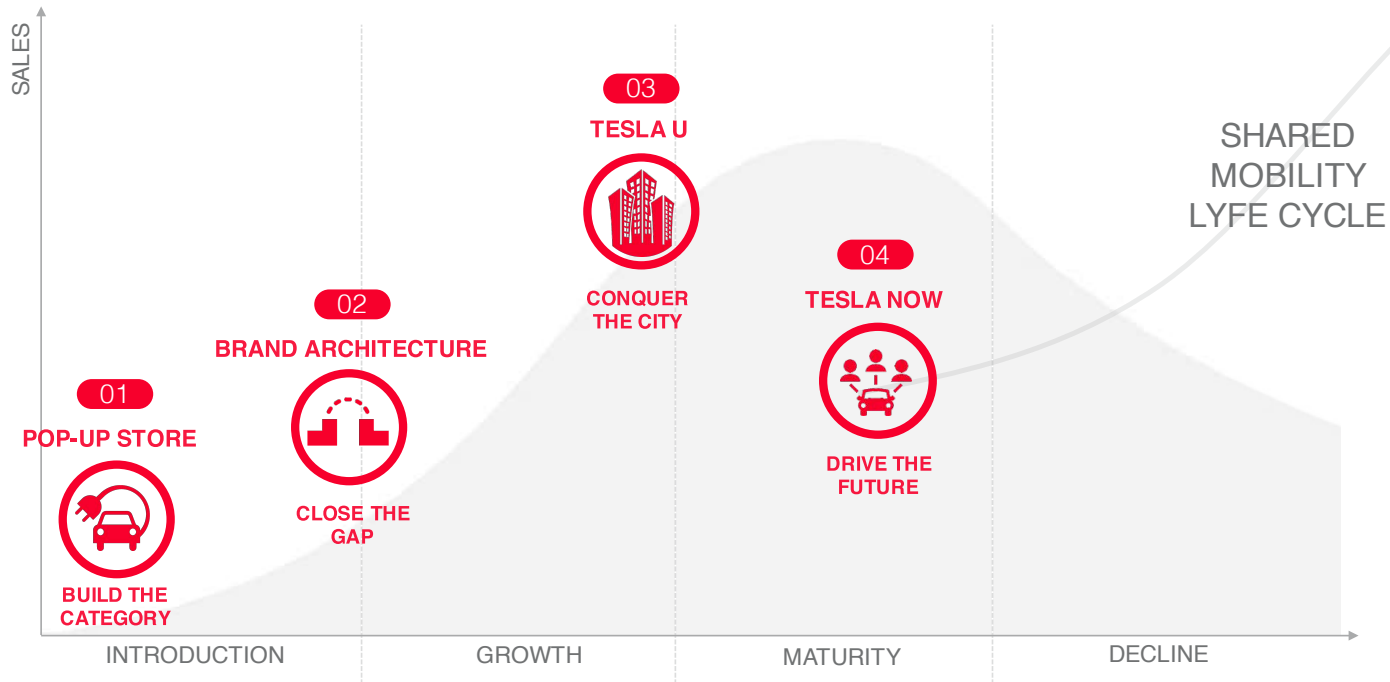 SALES
01
POP-UP STORE
BUILD THE
CATEGORY
02
BRAND ARCHITECTURE
CLOSE THE
GAP
03
TESLA U
CONQUER
THE CITY
04
TESLA NOW
DRIVE THE
FUTURE
SHARED
MOBILITY
LYFE CYCLE
INTRODUCTION
GROWTH
MATURITY
DECLINE